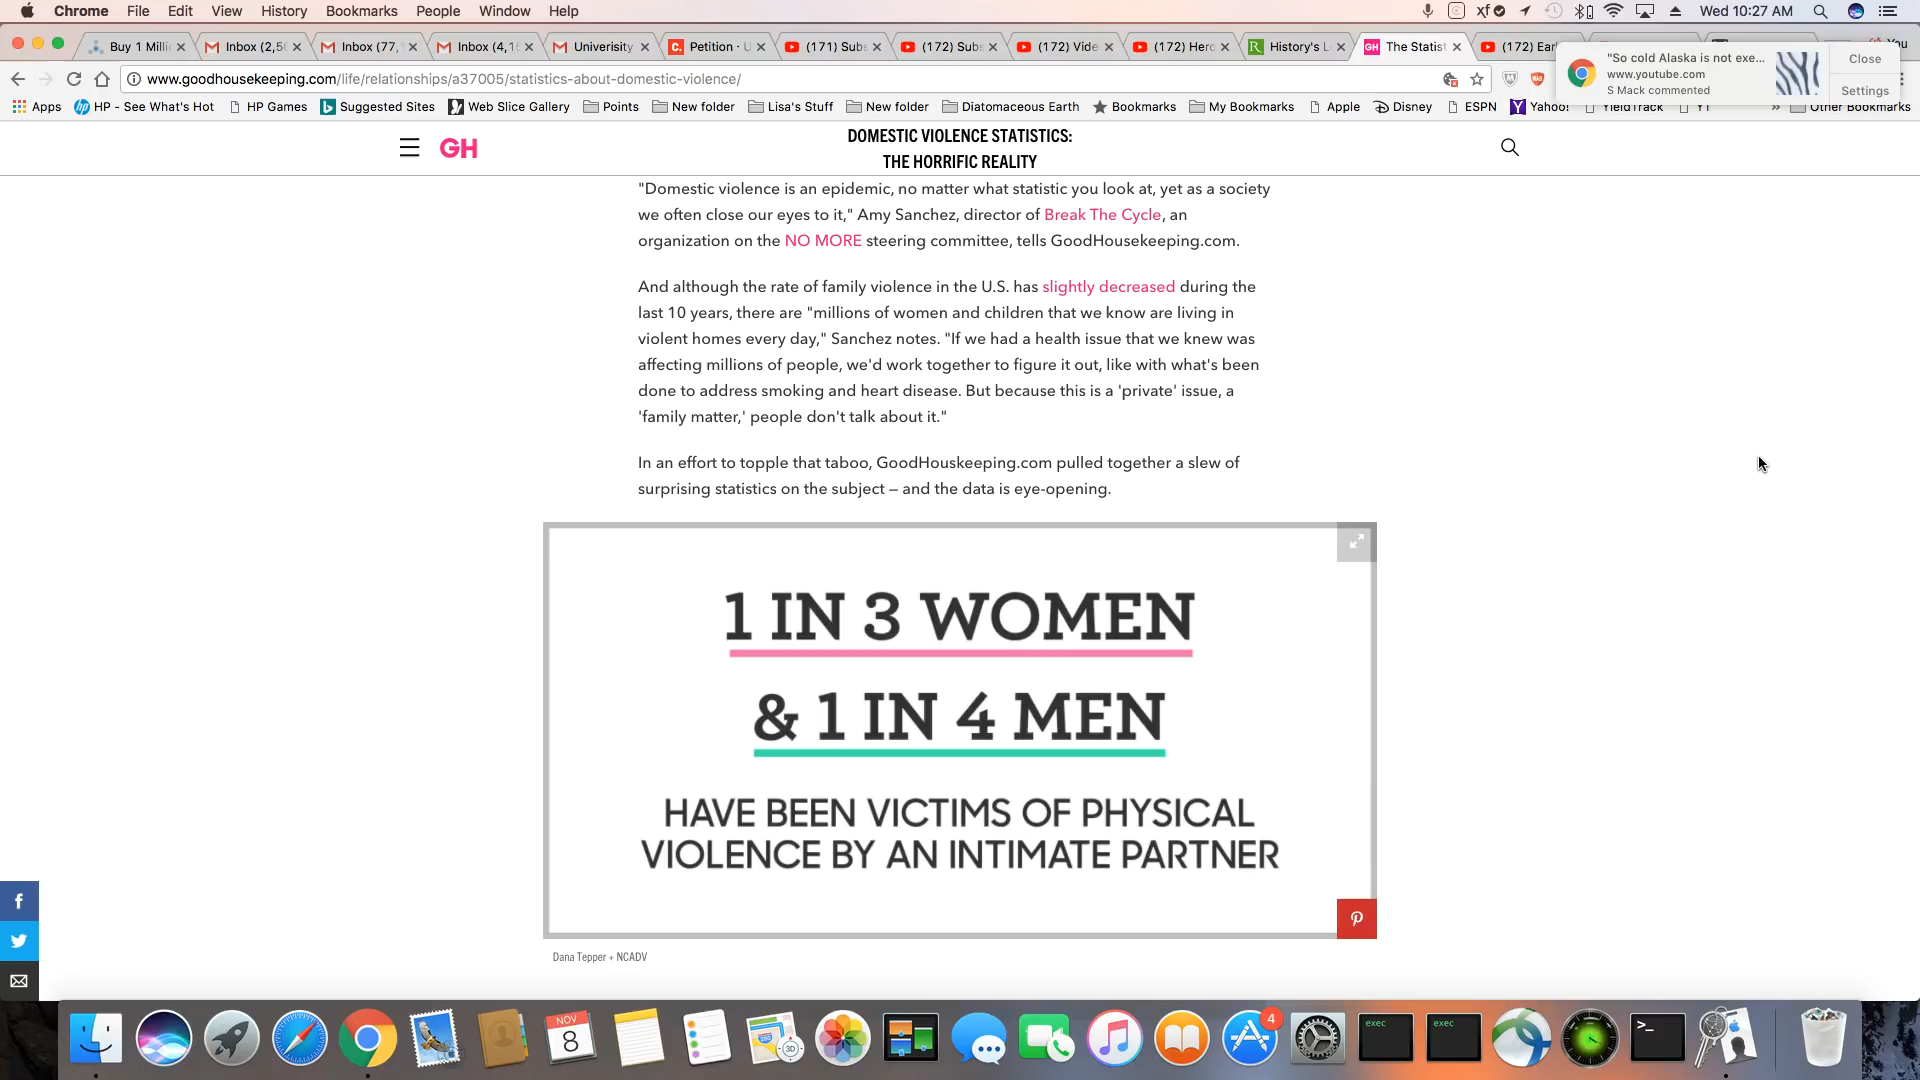 Chrome File Edit View History Bookmarks People Window Help
Wed 10:27 AM
Buy 1 Milli
Inbox (2,5
Inbox (77,
Inbox (4,1
Univerisity
Petition - U
(171) Subs
(172) Subs
(172) Vide
(172) Hero
History's L
The Statist
(172) Ear
You
www.goodhousekeeping.com/life/relationships/a37005/statistics-about-domestic-violence/
"So cold Alaska is not exe...
www.youtube.com
S Mack commented
Close
Settings
Apps
HP - See What's Hot
HP Games
Suggested Sites
Web Slice Gallery
Points
New folder
Lisa's Stuff
New folder
Diatomaceous Earth
Bookmarks
My Bookmarks
Apple
Disney
ESPN
Yahoo!
YieldTrack
YT
»
Other Bookmarks
GH
DOMESTIC VIOLENCE STATISTICS:
THE HORRIFIC REALITY
"Domestic violence is an epidemic, no matter what statistic you look at, yet as a society
we often close our eyes to it," Amy Sanchez, director of Break The Cycle, an
organization on the NO MORE steering committee, tells GoodHousekeeping.com.
And although the rate of family violence in the U.S. has slightly decreased during the
last 10 years, there are "millions of women and children that we know are living in
violent homes every day," Sanchez notes. "If we had a health issue that we knew was
affecting millions of people, we'd work together to figure it out, like with what's been
done to address smoking and heart disease. But because this is a 'private' issue, a
'family matter,' people don't talk about it."
In an effort to topple that taboo, GoodHouskeeping.com pulled together a slew of
surprising statistics on the subject — and the data is eye-opening.
1 IN 3 WOMEN
& 1 IN 4 MEN
HAVE BEEN VICTIMS OF PHYSICAL
VIOLENCE BY AN INTIMATE PARTNER
Dana Tepper + NCADV
NOV
8
3D
4
exec
exec
>_